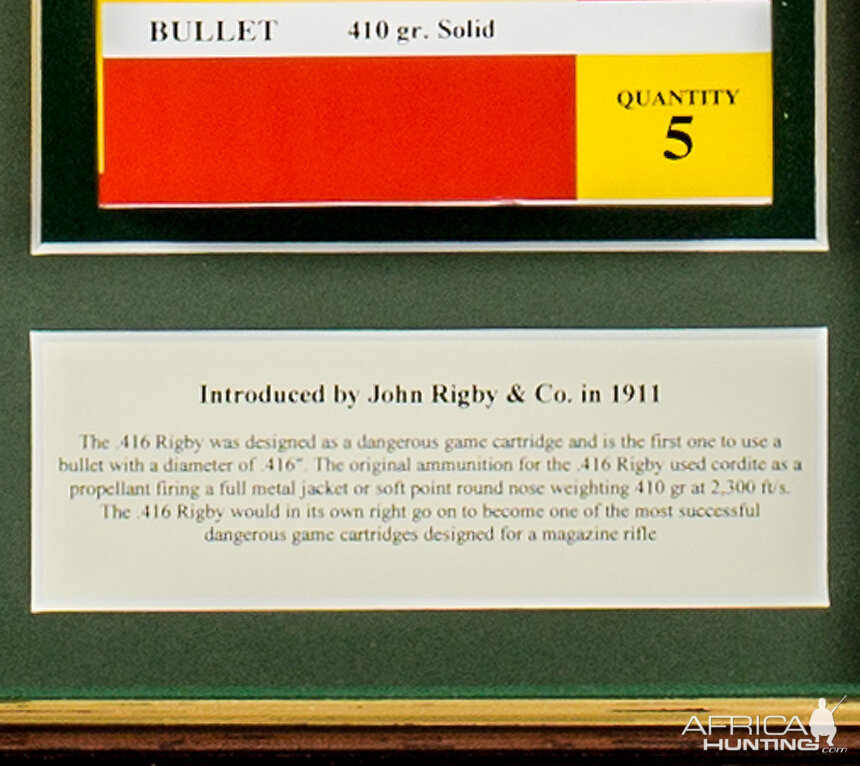 BULLET 410 gr. Solid
QUANTITY
5
Introduced by John Rigby & Co. in 1911
The .416 Rigby was designed as a dangerous game cartridge and is the first one to use a
bullet with a diameter of .416". The original ammunition for the .416 Rigby used cordite as a
propellant firing a full metal jacket or soft point round nose weighting 410 gr at 2,300 ft/s.
The .416 Rigby would in its own right go on to become one of the most successful
dangerous game cartridges designed for a magazine rifle
AFRICA
HUNTING.com